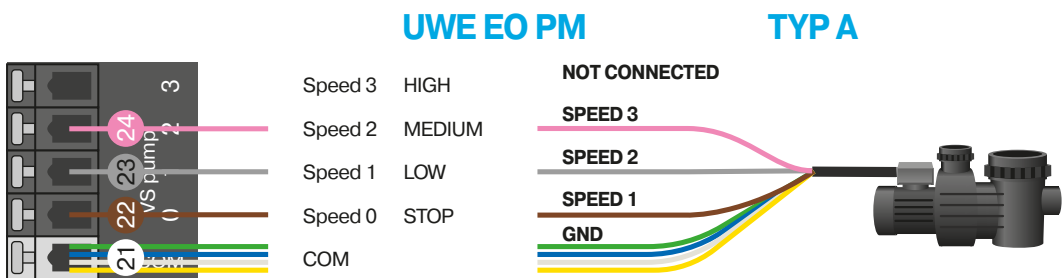 UWE EO PM TYP A
3 Speed 3 HIGH NOT CONNECTED
24 2 Speed 2 MEDIUM SPEED 3
23 Speed 1 LOW SPEED 2
VS pump
22 0 Speed 0 STOP SPEED 1
21 COM COM GND